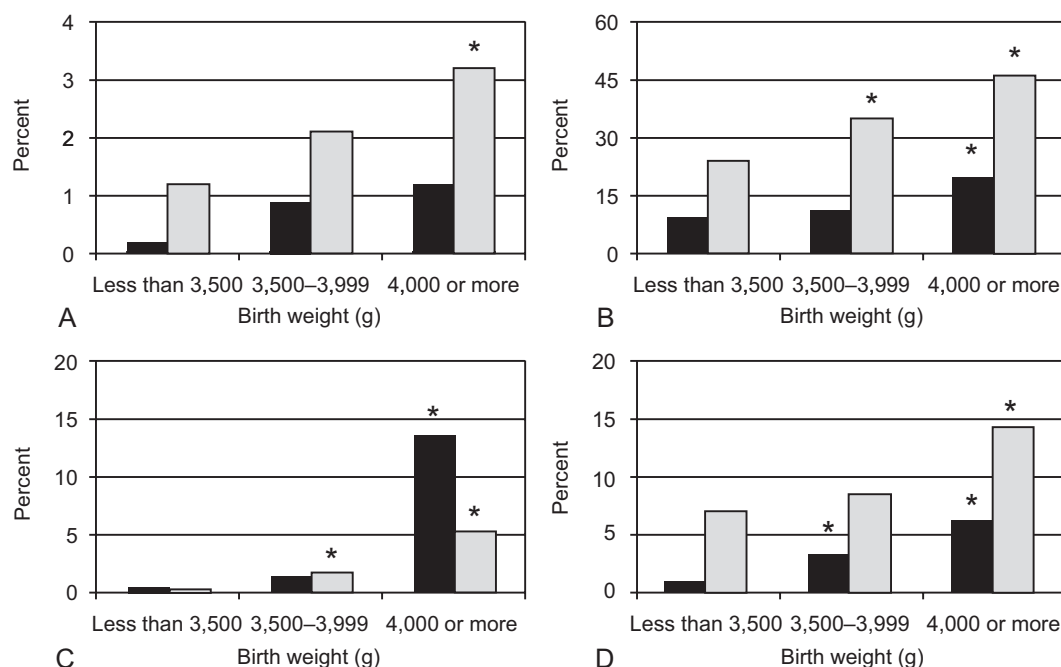 4
3
2
1
0
Percent
*
Less than 3,500 3,500–3,999 4,000 or more
A
Birth weight (g)
60
45
30
15
0
Percent
*
*
*
Less than 3,500 3,500–3,999 4,000 or more
B
Birth weight (g)
20
15
10
5
0
Percent
*
*
*
Less than 3,500 3,500–3,999 4,000 or more
C
Birth weight (g)
20
15
10
5
0
Percent
*
*
*
Less than 3,500 3,500–3,999 4,000 or more
D
Birth weight (g)